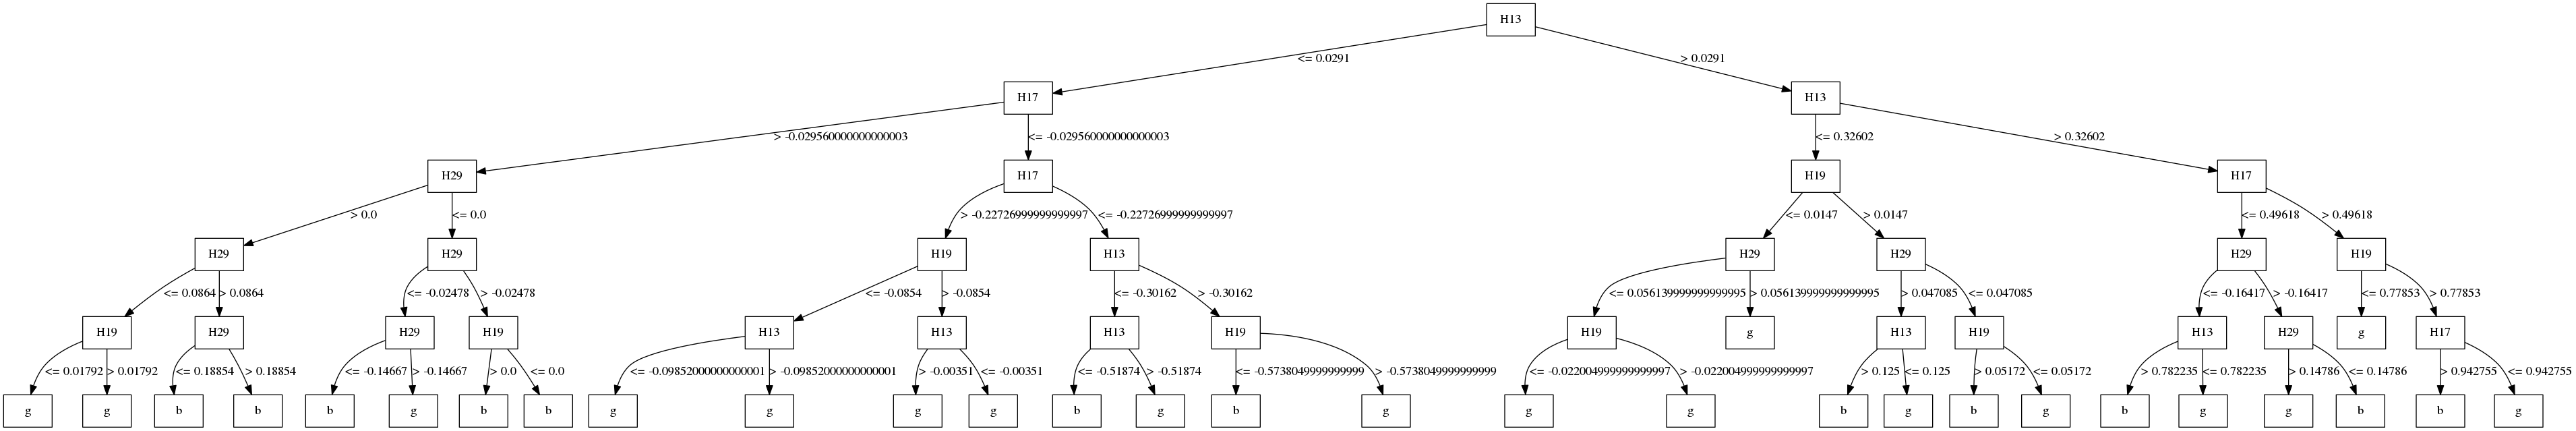 H13
<= 0.0291
> 0.0291
H17
H13
> -0.029560000000000003
<= -0.029560000000000003
<= 0.32602
> 0.32602
H29
H17
H19
H17
> 0.0
<= 0.0
> -0.22726999999999997
<= -0.22726999999999997
<= 0.0147
> 0.0147
<= 0.49618
> 0.49618
H29
H29
H19
H13
H29
H29
H29
H19
<= 0.0864
> 0.0864
<= -0.02478
> -0.02478
<= -0.0854
> -0.0854
<= -0.30162
> -0.30162
<= 0.056139999999999995
> 0.056139999999999995
> 0.047085
<= 0.047085
<= -0.16417
> -0.16417
<= 0.77853
> 0.77853
H19
H29
H29
H19
H13
H13
H13
H19
H19
g
H13
H19
H13
H29
g
H17
<= 0.01792
> 0.01792
<= 0.18854
> 0.18854
<= -0.14667
> -0.14667
> 0.0
<= 0.0
<= -0.09852000000000001
> -0.09852000000000001
> -0.00351
<= -0.00351
<= -0.51874
> -0.51874
<= -0.5738049999999999
> -0.5738049999999999
<= -0.022004999999999997
> -0.022004999999999997
> 0.125
<= 0.125
> 0.05172
<= 0.05172
> 0.782235
<= 0.782235
> 0.14786
<= 0.14786
> 0.942755
<= 0.942755
g
g
b
b
b
g
b
b
g
g
g
g
b
g
b
g
g
g
b
g
b
g
b
g
g
b
b
g